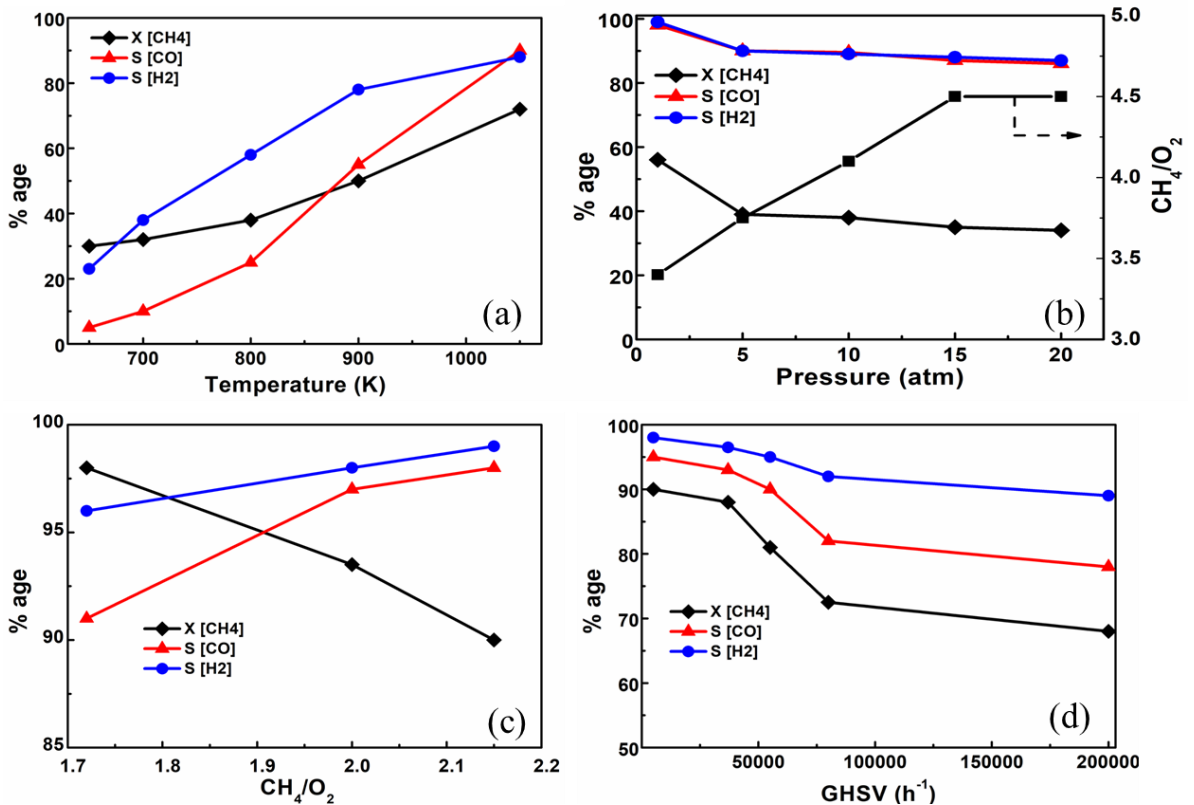 100
80
60
40
20
0
% age
X [CH4]
S [CO]
S [H2]
(a)
700 800 900 1000
Temperature (K)
100
80
60
40
20
0
% age
X [CH4]
S [CO]
S [H2]
(b)
5.0
4.5
4.0
3.5
3.0
CH₄/O₂
0 5 10 15 20
Pressure (atm)
100
95
90
85
% age
X [CH4]
S [CO]
S [H2]
(c)
1.7 1.8 1.9 2.0 2.1 2.2
CH₄/O₂
100
90
80
70
60
50
% age
X [CH4]
S [CO]
S [H2]
(d)
50000 100000 150000 200000
GHSV (h⁻¹)